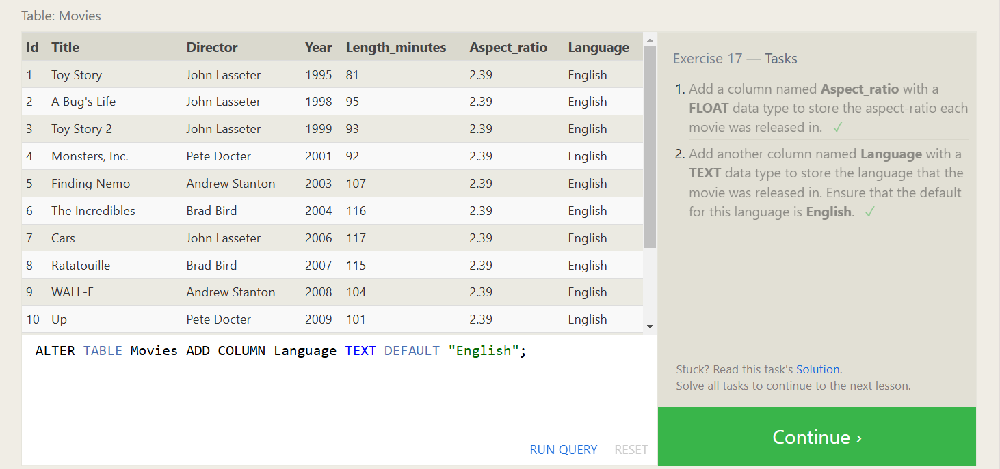 Table: Movies
Id Title Director Year Length_minutes Aspect_ratio Language
1 Toy Story John Lasseter 1995 81 2.39 English
2 A Bug's Life John Lasseter 1998 95 2.39 English
3 Toy Story 2 John Lasseter 1999 93 2.39 English
4 Monsters, Inc. Pete Docter 2001 92 2.39 English
5 Finding Nemo Andrew Stanton 2003 107 2.39 English
6 The Incredibles Brad Bird 2004 116 2.39 English
7 Cars John Lasseter 2006 117 2.39 English
8 Ratatouille Brad Bird 2007 115 2.39 English
9 WALL-E Andrew Stanton 2008 104 2.39 English
10 Up Pete Docter 2009 101 2.39 English
ALTER TABLE Movies ADD COLUMN Language TEXT DEFAULT "English";
RUN QUERY RESET
Exercise 17 — Tasks
1. Add a column named Aspect_ratio with a
FLOAT data type to store the aspect-ratio each
movie was released in. ✓
2. Add another column named Language with a
TEXT data type to store the language that the
movie was released in. Ensure that the default
for this language is English. ✓
Stuck? Read this task's Solution.
Solve all tasks to continue to the next lesson.
Continue ›